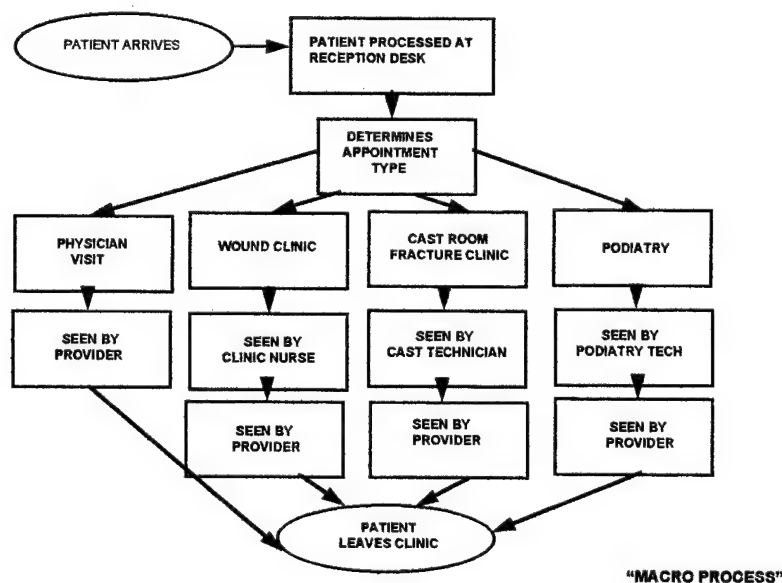 PATIENT ARRIVES
PATIENT PROCESSED AT
RECEPTION DESK
DETERMINES
APPOINTMENT
TYPE
PHYSICIAN
VISIT
WOUND CLINIC
CAST ROOM
FRACTURE CLINIC
PODIATRY
SEEN BY
PROVIDER
SEEN BY
CLINIC NURSE
SEEN BY
CAST TECHNICIAN
SEEN BY
PODIATRY TECH
SEEN BY
PROVIDER
SEEN BY
PROVIDER
SEEN BY
PROVIDER
PATIENT
LEAVES CLINIC
"MACRO PROCESS"